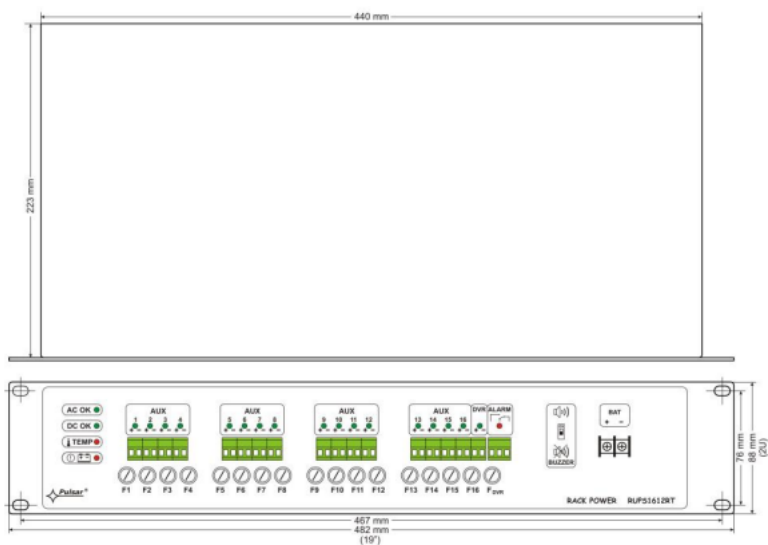 440 mm
223 mm
AC OK
DC OK
TEMP
AUX
1 2 3 4
+ - + - + - + -
AUX
5 6 7 8
+ - + - + - + -
AUX
9 10 11 12
+ - + - + - + -
AUX
13 14 15 16
+ - + - + - + -
DVR
+ -
ALARM
F1 F2 F3 F4
F5 F6 F7 F8
F9 F10 F11 F12
F13 F14 F15 F16 F DVR
BUZZER
BAT
+ -
Pulsar®
RACK POWER RUPS1612RT
76 mm
88 mm
(2U)
467 mm
482 mm
(19")